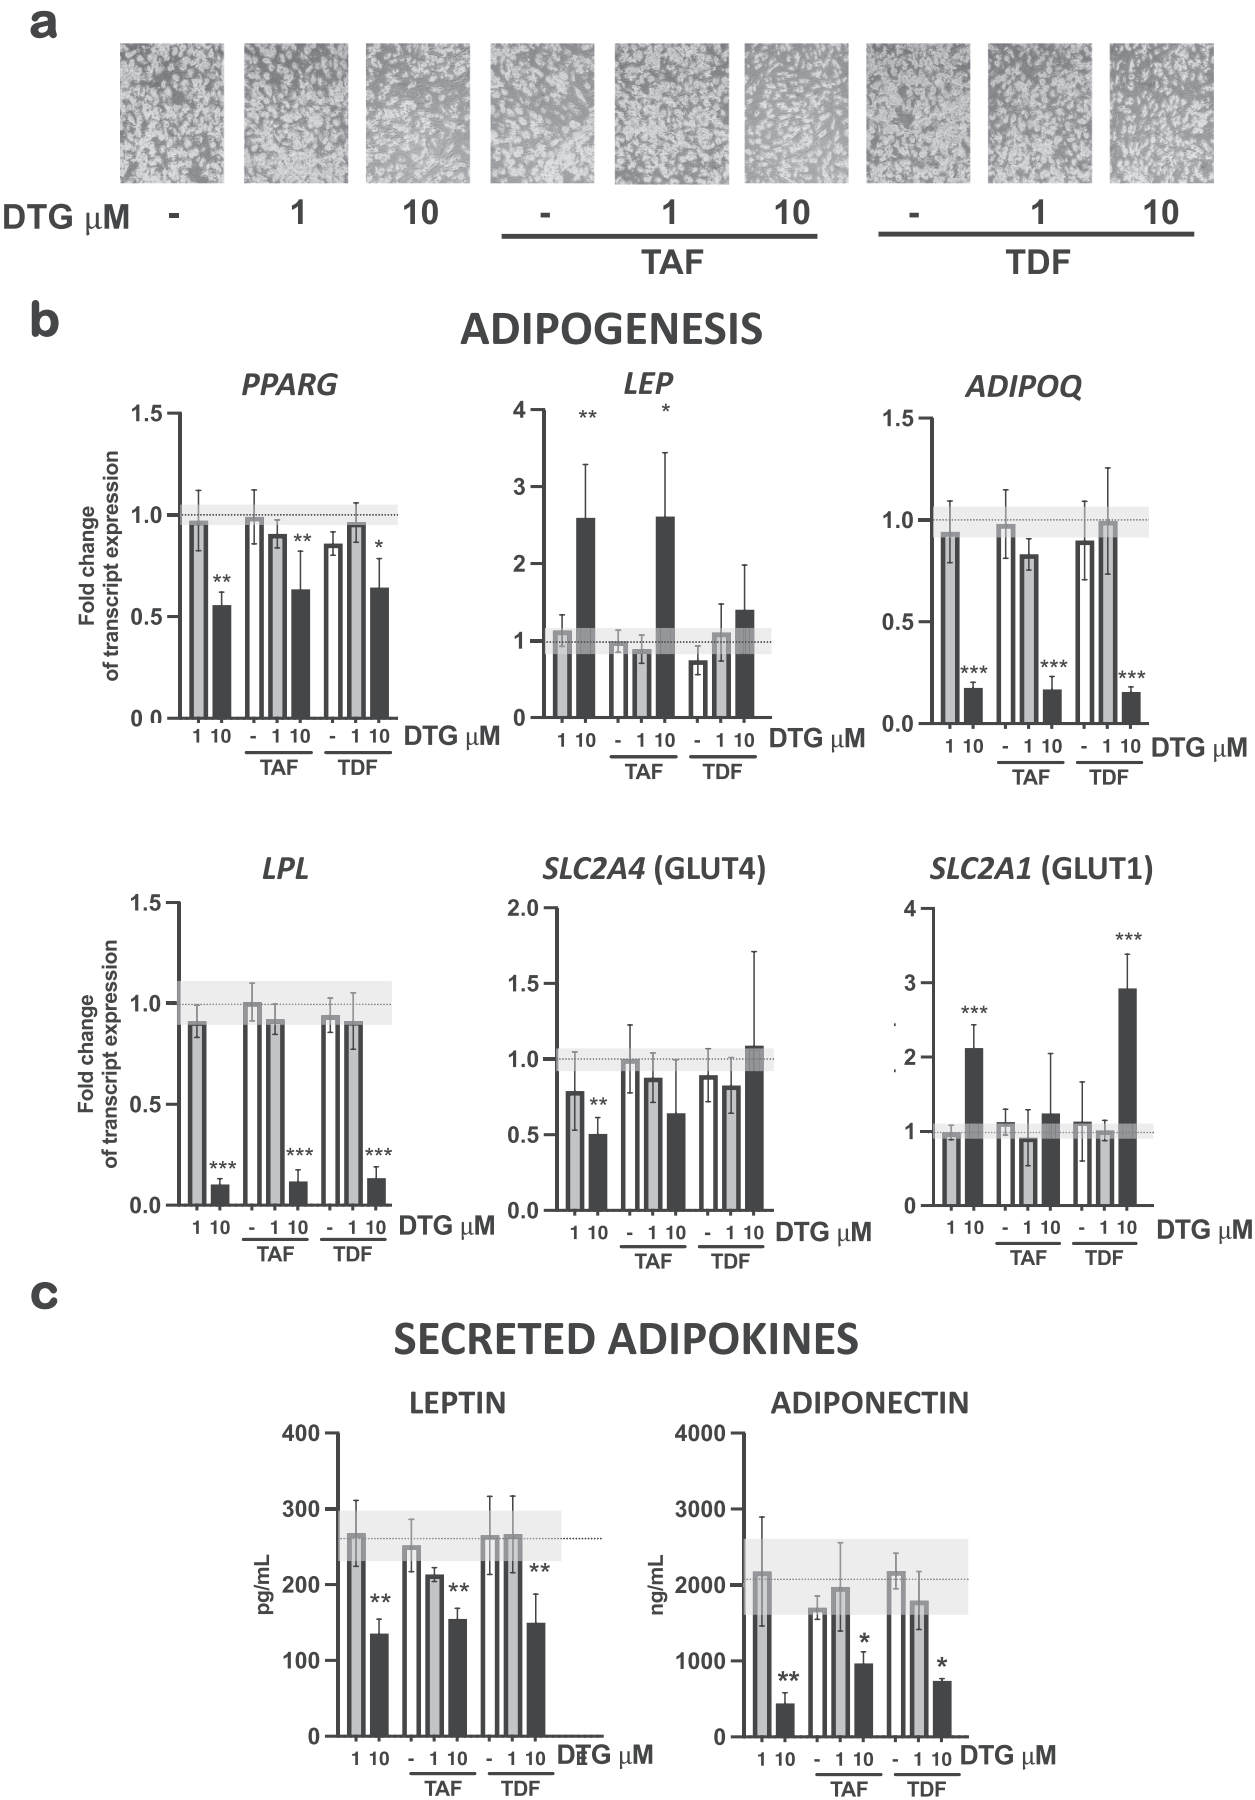 a
DTG µM - 1 10 - 1 10 - 1 10
TAF TDF
b
ADIPOGENESIS
PPARG
Fold change
of transcript expression
1.5
1.0
0.5
0 0
** ** *
1 10 - 1 10 - 1 10 DTG µM
TAF TDF
LEP
4
3
2
1
0
** *
1 10 - 1 10 - 1 10 DTG µM
TAF TDF
ADIPOQ
1.5
1.0
0.5
0.0
*** *** ***
1 10 - 1 10 - 1 10 DTG µM
TAF TDF
LPL
Fold change
of transcript expression
1.5
1.0
0.5
0.0
*** *** ***
1 10 - 1 10 - 1 10 DTG µM
TAF TDF
SLC2A4 (GLUT4)
2.0
1.5
1.0
0.5
0.0
**
1 10 - 1 10 - 1 10 DTG µM
TAF TDF
SLC2A1 (GLUT1)
4
3
2
1
0
*** ***
1 10 - 1 10 - 1 10 DTG µM
TAF TDF
c
SECRETED ADIPOKINES
LEPTIN
pg/mL
400
300
200
100
0
** ** **
1 10 - 1 10 - 1 10 DTG µM
TAF TDF
ADIPONECTIN
ng/mL
4000
3000
2000
1000
0
** * *
1 10 - 1 10 - 1 10 DTG µM
TAF TDF